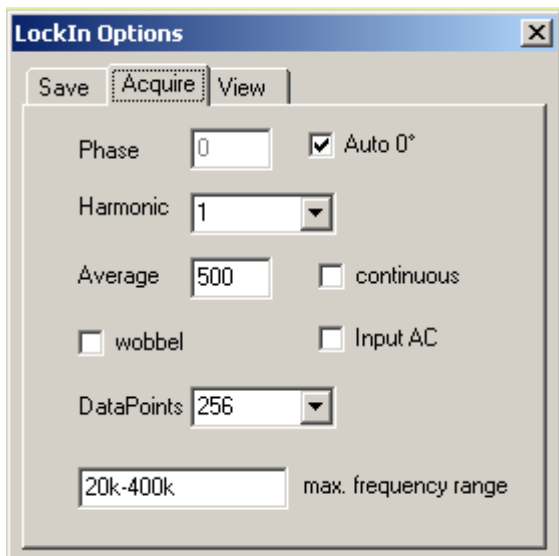 LockIn Options
Save Acquire View
Phase 0 Auto 0°
Harmonic 1
Average 500 continuous
wobbel Input AC
DataPoints 256
20k-400k max. frequency range